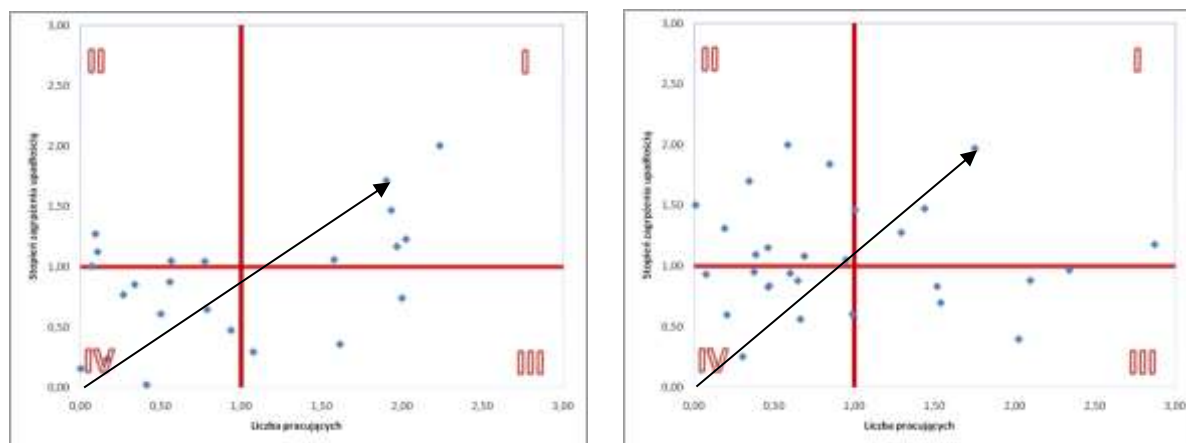 3,00
II
I
2,50
2,00
1,50
1,00
0,50
IV
III
0,00
0,00 0,50 1,00 1,50 2,00 2,50 3,00
Liczba pracujących
Stopień zagrożenia upadłością
3,00
II
I
2,50
2,00
1,50
1,00
0,50
IV
III
0,00
0,00 0,50 1,00 1,50 2,00 2,50 3,00
Liczba pracujących
Stopień zagrożenia upadłością